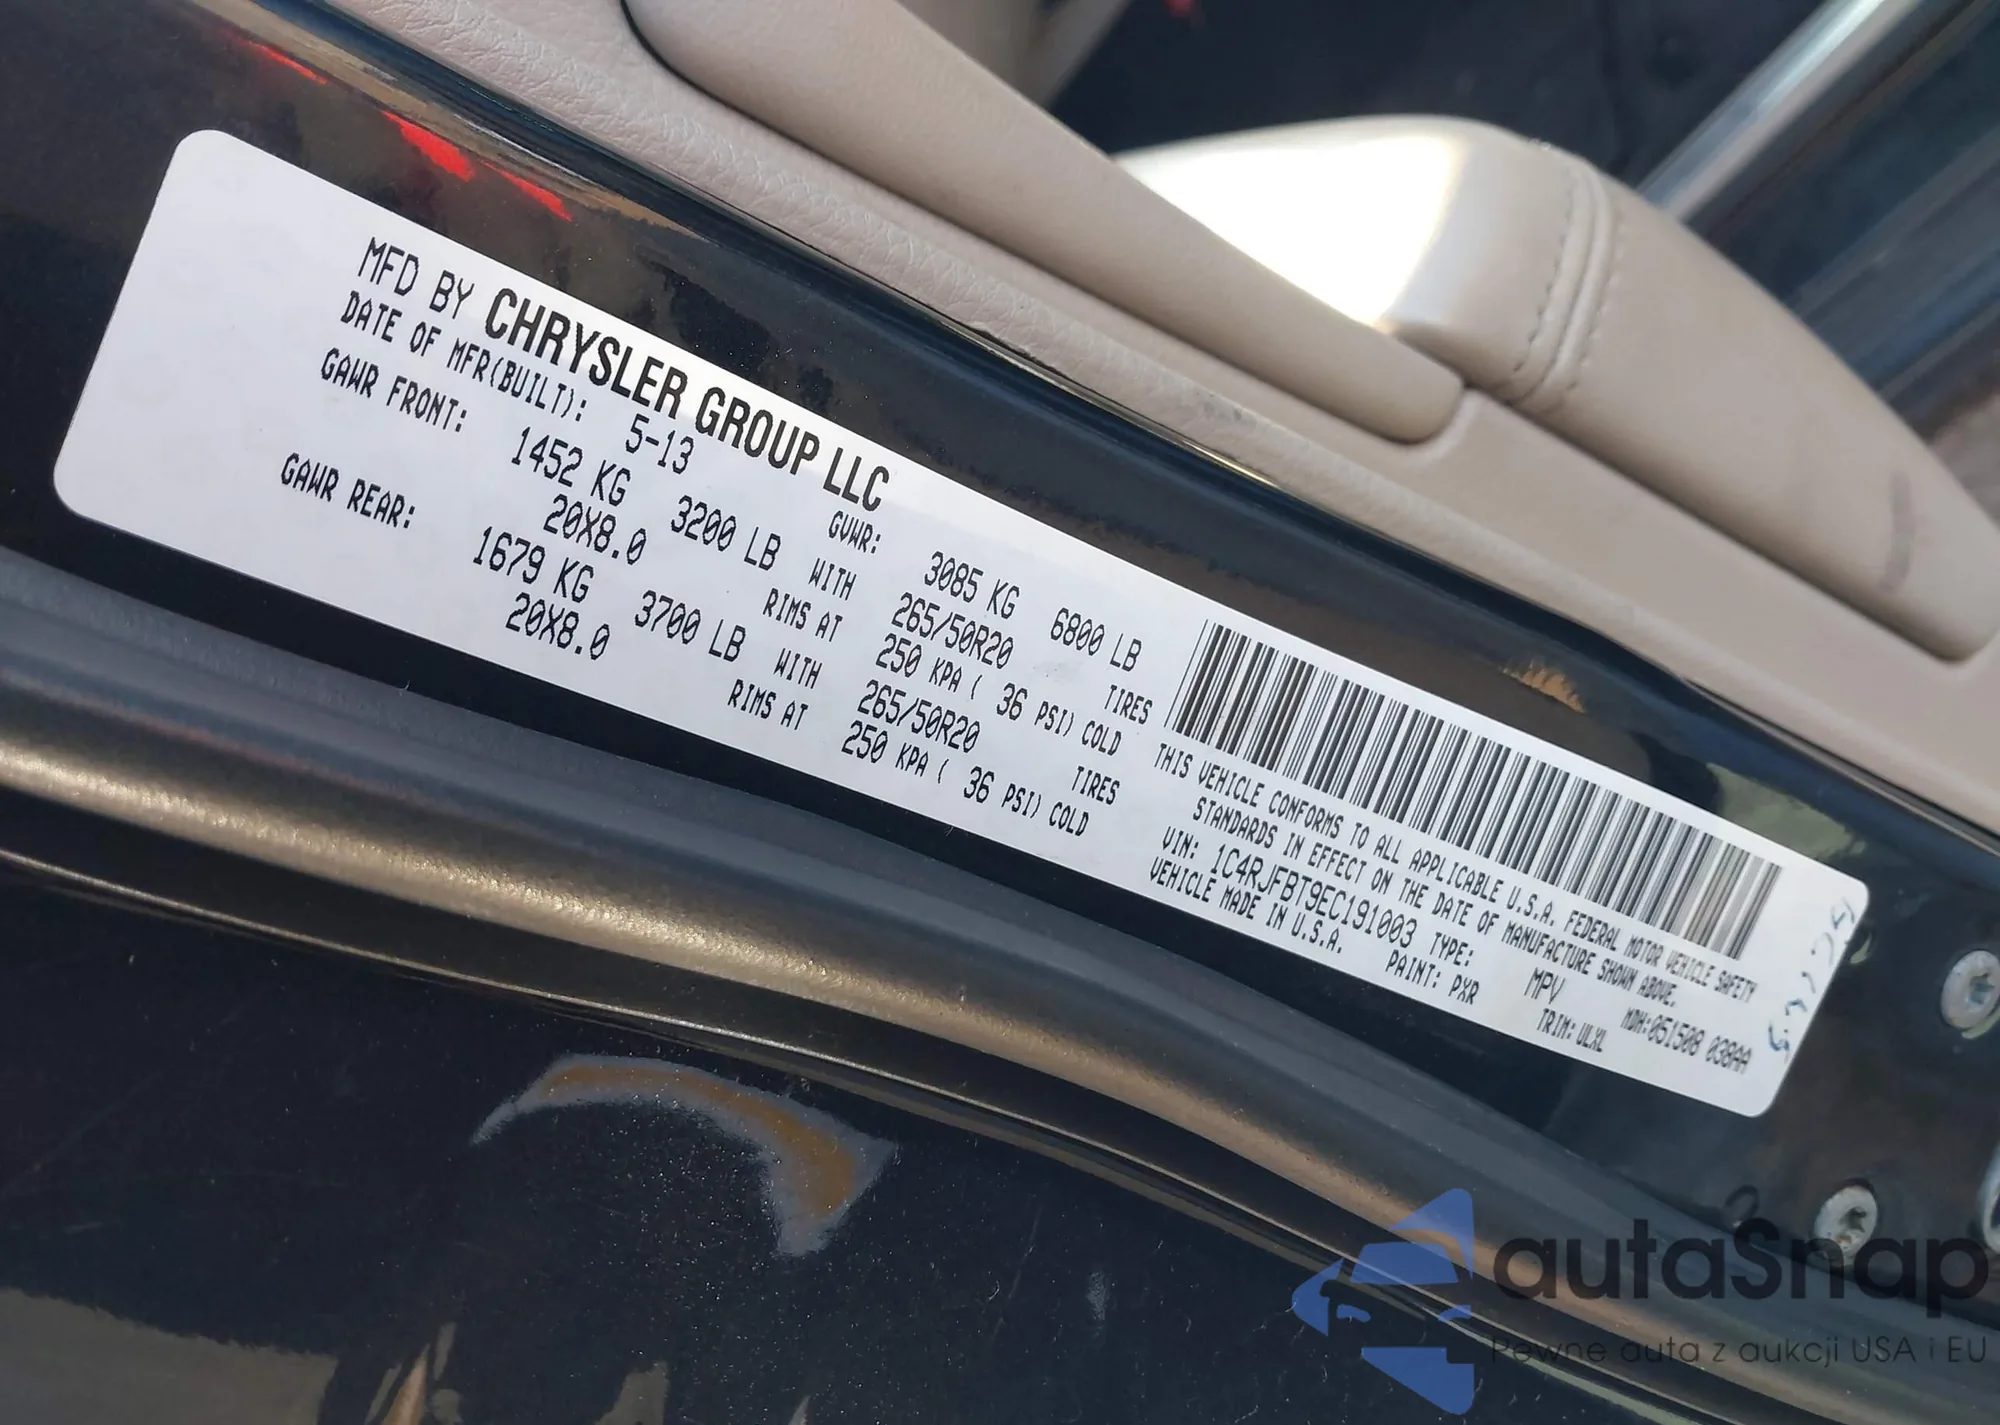 MFD BY CHRYSLER GROUP LLC
DATE OF MFR(BUILT): 5-13 GVWR: 3085 KG 6800 LB
GAWR FRONT: 1452 KG 3200 LB WITH 265/50R20 TIRES
20X8.0 RIMS AT 250 KPA ( 36 PSI) COLD
GAWR REAR: 1679 KG 3700 LB WITH 265/50R20 TIRES
20X8.0 RIMS AT 250 KPA ( 36 PSI) COLD
THIS VEHICLE CONFORMS TO ALL APPLICABLE U.S.A. FEDERAL MOTOR VEHICLE SAFETY
STANDARDS IN EFFECT ON THE DATE OF MANUFACTURE SHOWN ABOVE.
VIN: 1C4RJFBT9EC191003 TYPE: MPV MDH:051508 038AA
VEHICLE MADE IN U.S.A. PAINT: PXR TRIM: ULXL
autaSnap
Pewne auta z aukcji USA i EU